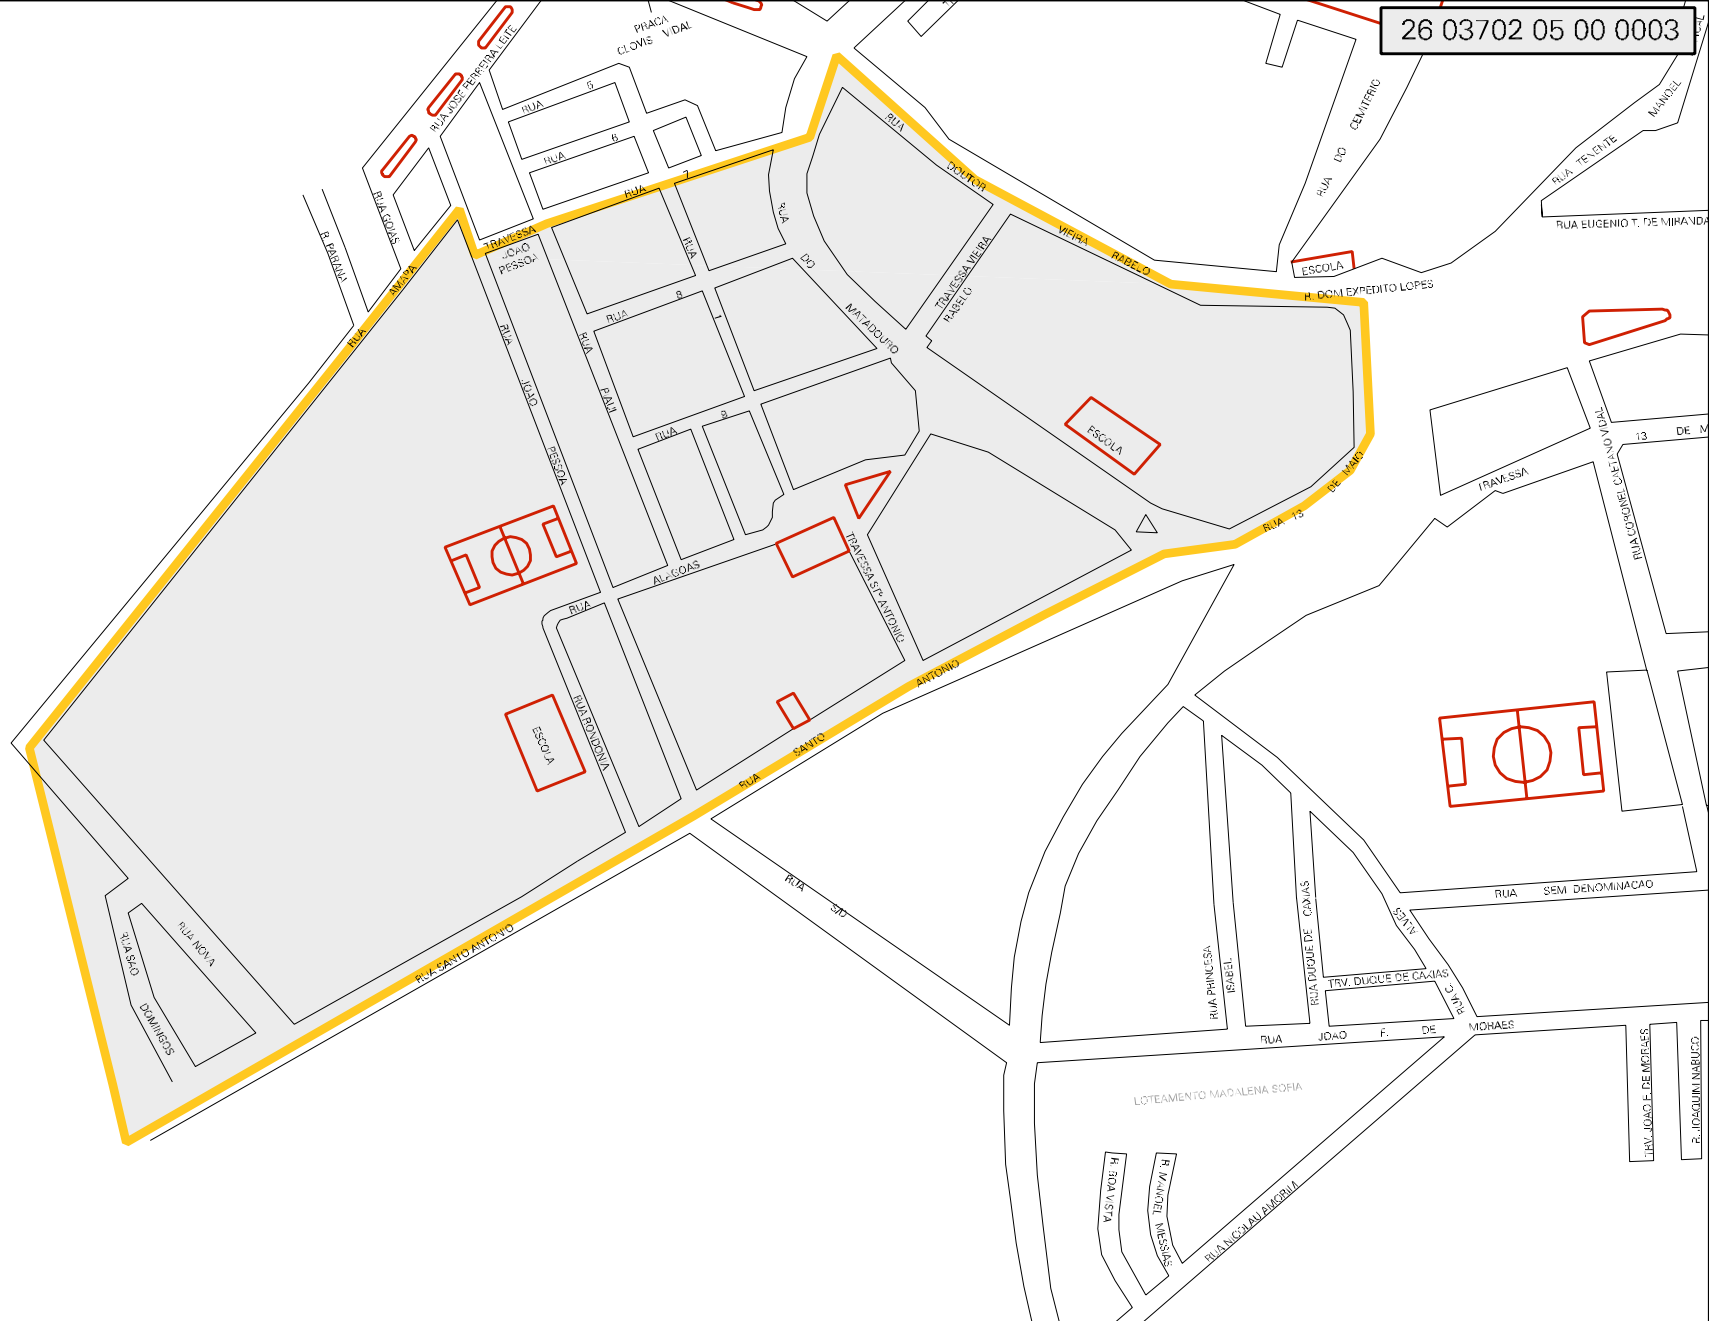 26 03702 05 00 0003
PRACA
CLOVIS VIDAL
RUA JOSE FERREIRA LEITE
RUA 5
RUA 6
RUA 7
RUA GOIAS
R. PARANA
RUA AMAPA
TRAVESSA
JOAO
PESSOA
RUA DOUTOR VIEIRA RABELO
RUA DO CEMITERIO
MANOEL
RUA TENENTE
RUA EUGENIO T. DE MIRANDA
ESCOLA
R. DOM EXPEDITO LOPES
RUA DO MATADOURO
TRAVESSA VIEIRA
RABELO
RUA 1
RUA 8
RUA 9
RUA JOAO PESSOA
RUA PIAUI
ESCOLA
RUA 13 DE MAIO
13 DE M
TRAVESSA
RUA CORONEL CAETANO VIDAL
RUA ALAGOAS
TRAVESSA STº ANTONIO
RUA RONDONIA
ESCOLA
RUA SANTO ANTONIO
RUA SANTO ANTONIO
RUA NOVA
RUA SAO DOMINGOS
RUA S/D
RUA SEM DENOMINACAO
RUA PRINCESA
ISABEL
RUA DUQUE DE CAXIAS
TRV. DUQUE DE CAXIAS
RUA C. ALVES
RUA JOAO F. DE MORAES
LOTEAMENTO MADALENA SOFIA
R. BOA VISTA
R. MANOEL MESSIAS
RUA NICOLAU AMORILA
TRV. JOAO F. DE MORAES
R. JOAQUIM NABUCO